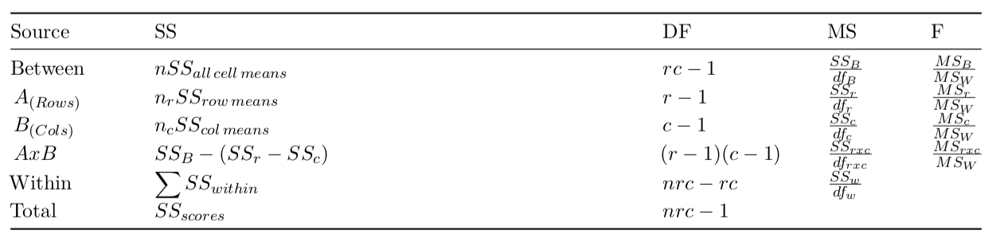 Source SS DF MS F
Between $nSS_{all\,cell\,means}$ $rc-1$ $\frac{SS_B}{df_B}$ $\frac{MS_B}{MS_W}$
$A_{(Rows)}$ $n_rSS_{row\,means}$ $r-1$ $\frac{SS_r}{df_r}$ $\frac{MS_r}{MS_W}$
$B_{(Cols)}$ $n_cSS_{col\,means}$ $c-1$ $\frac{SS_c}{df_c}$ $\frac{MS_c}{MS_W}$
$AxB$ $SS_B-(SS_r-SS_c)$ $(r-1)(c-1)$ $\frac{SS_{rxc}}{df_{rxc}}$ $\frac{MS_{rxc}}{MS_W}$
Within $\sum SS_{within}$ $nrc-rc$ $\frac{SS_w}{df_w}$
Total $SS_{scores}$ $nrc-1$